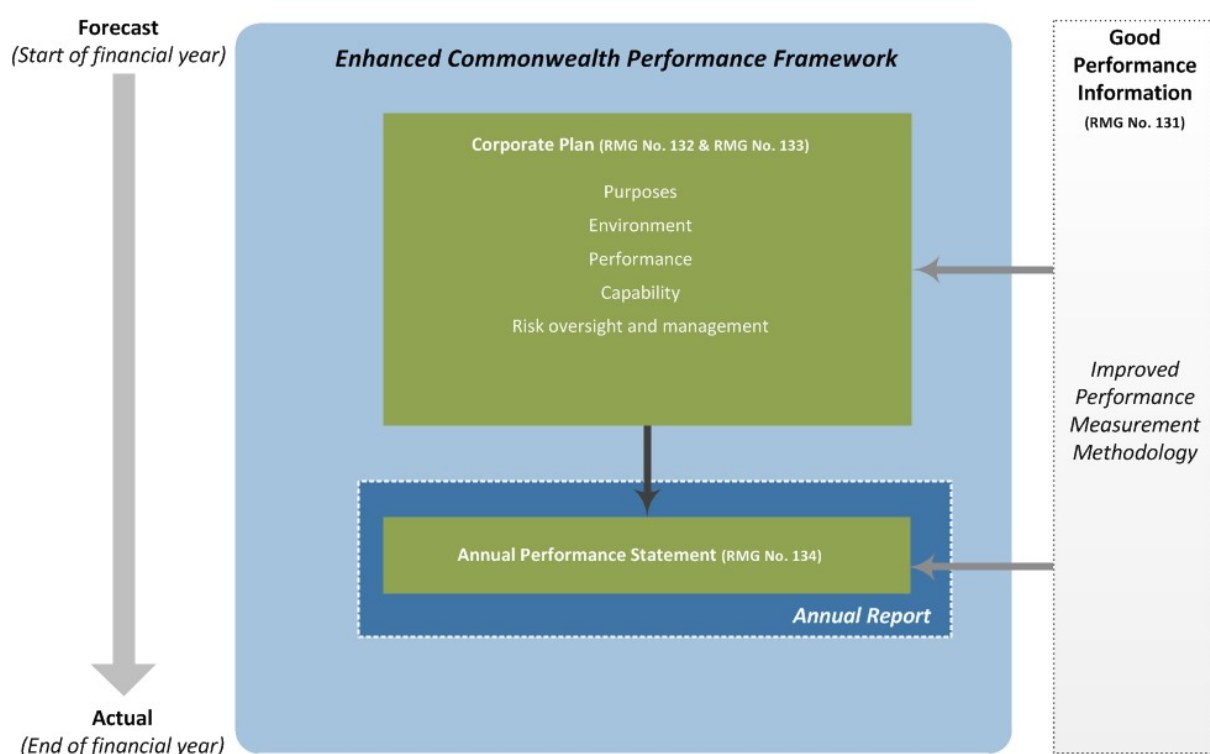 Forecast
(Start of financial year)
Enhanced Commonwealth Performance Framework
Good
Performance
Information
(RMG No. 131)
Corporate Plan (RMG No. 132 & RMG No. 133)
Purposes
Environment
Performance
Capability
Risk oversight and management
Improved
Performance
Measurement
Methodology
Annual Performance Statement (RMG No. 134)
Annual Report
Actual
(End of financial year)